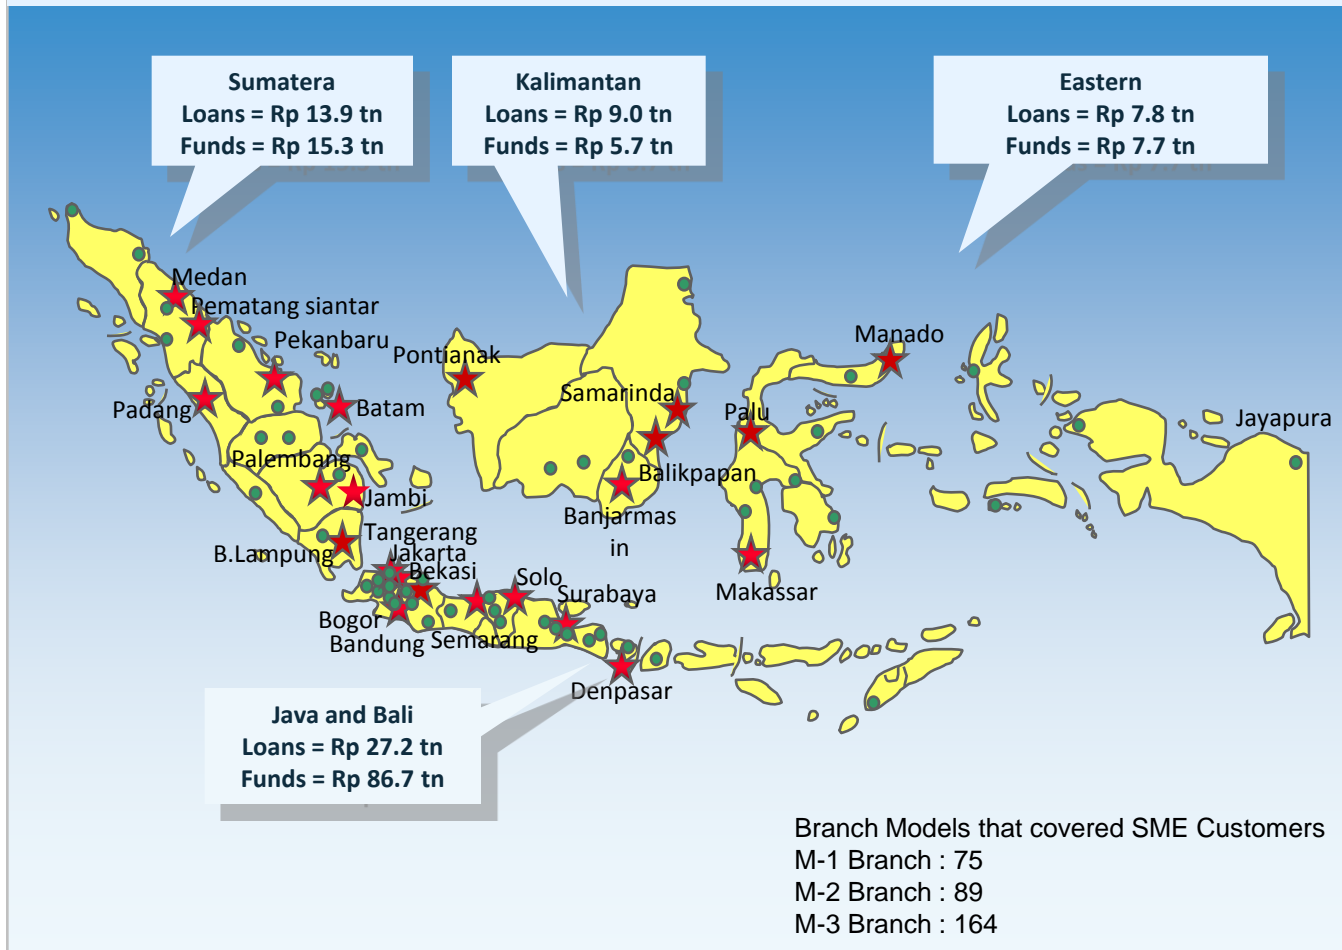 Sumatera
Loans = Rp 13.9 tn
Funds = Rp 15.3 tn
Kalimantan
Loans = Rp 9.0 tn
Funds = Rp 5.7 tn
Eastern
Loans = Rp 7.8 tn
Funds = Rp 7.7 tn
Medan
Pematang siantar
Pekanbaru
Padang
Batam
Palembang
Jambi
B.Lampung
Tangerang
Jakarta
Bekasi
Bogor
Bandung
Semarang
Solo
Surabaya
Denpasar
Pontianak
Samarinda
Balikpapan
Banjarmas
in
Manado
Palu
Makassar
Jayapura
Java and Bali
Loans = Rp 27.2 tn
Funds = Rp 86.7 tn
Branch Models that covered SME Customers
M-1 Branch : 75
M-2 Branch : 89
M-3 Branch : 164